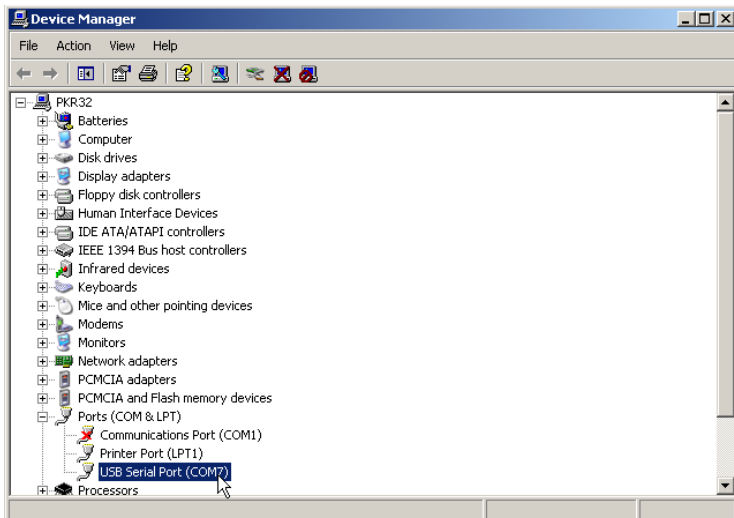 Device Manager
File Action View Help
PKR32
Batteries
Computer
Disk drives
Display adapters
Floppy disk controllers
Human Interface Devices
IDE ATA/ATAPI controllers
IEEE 1394 Bus host controllers
Infrared devices
Keyboards
Mice and other pointing devices
Modems
Monitors
Network adapters
PCMCIA adapters
PCMCIA and Flash memory devices
Ports (COM & LPT)
Communications Port (COM1)
Printer Port (LPT1)
USB Serial Port (COM7)
Processors